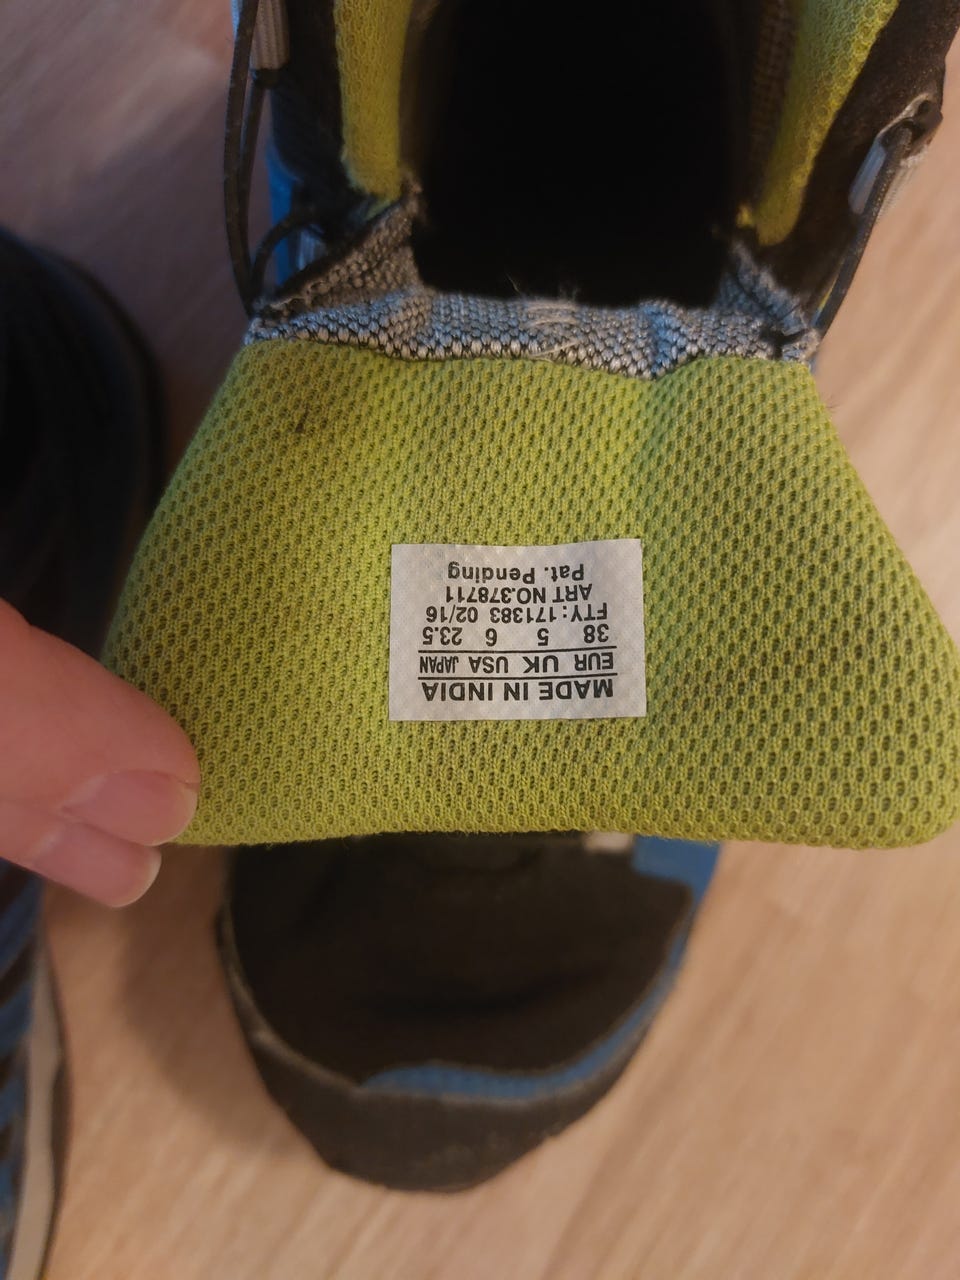 MADE IN INDIA
EUR UK USA JAPAN
38 5 6 23.5
FTY:171383 02/16
ART NO.378711
Pat. Pending